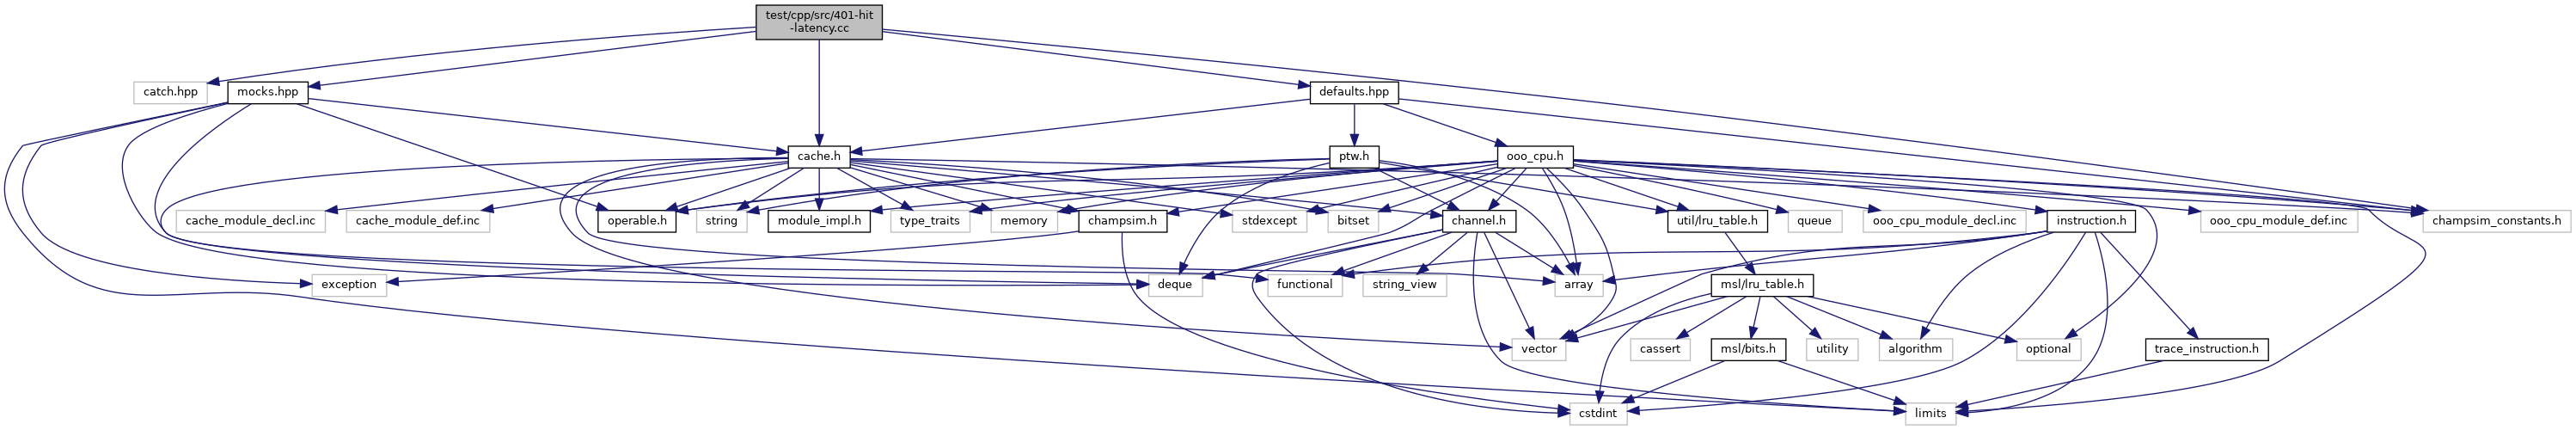 test/cpp/src/401-hit
-latency.cc
catch.hpp
mocks.hpp
defaults.hpp
cache.h
ptw.h
ooo_cpu.h
cache_module_decl.inc
cache_module_def.inc
operable.h
string
module_impl.h
type_traits
memory
champsim.h
stdexcept
bitset
channel.h
util/lru_table.h
queue
ooo_cpu_module_decl.inc
instruction.h
ooo_cpu_module_def.inc
champsim_constants.h
exception
deque
functional
string_view
array
msl/lru_table.h
vector
cassert
msl/bits.h
utility
algorithm
optional
trace_instruction.h
cstdint
limits